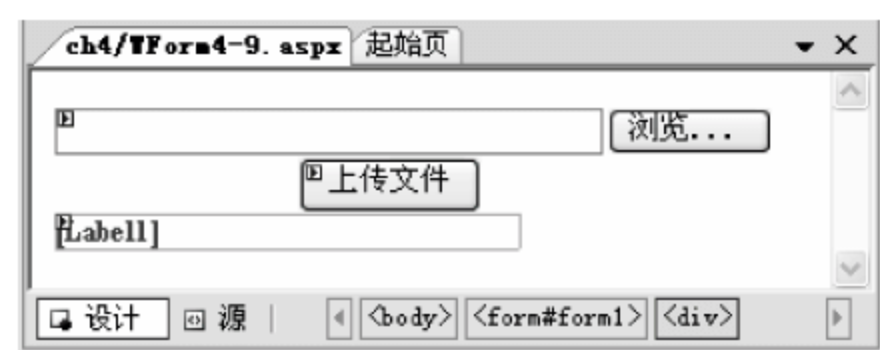 ch4/TForm4-9. aspx 起始页
浏览...
上传文件
[Label1]
设计 源 <body> <form#form1> <div>